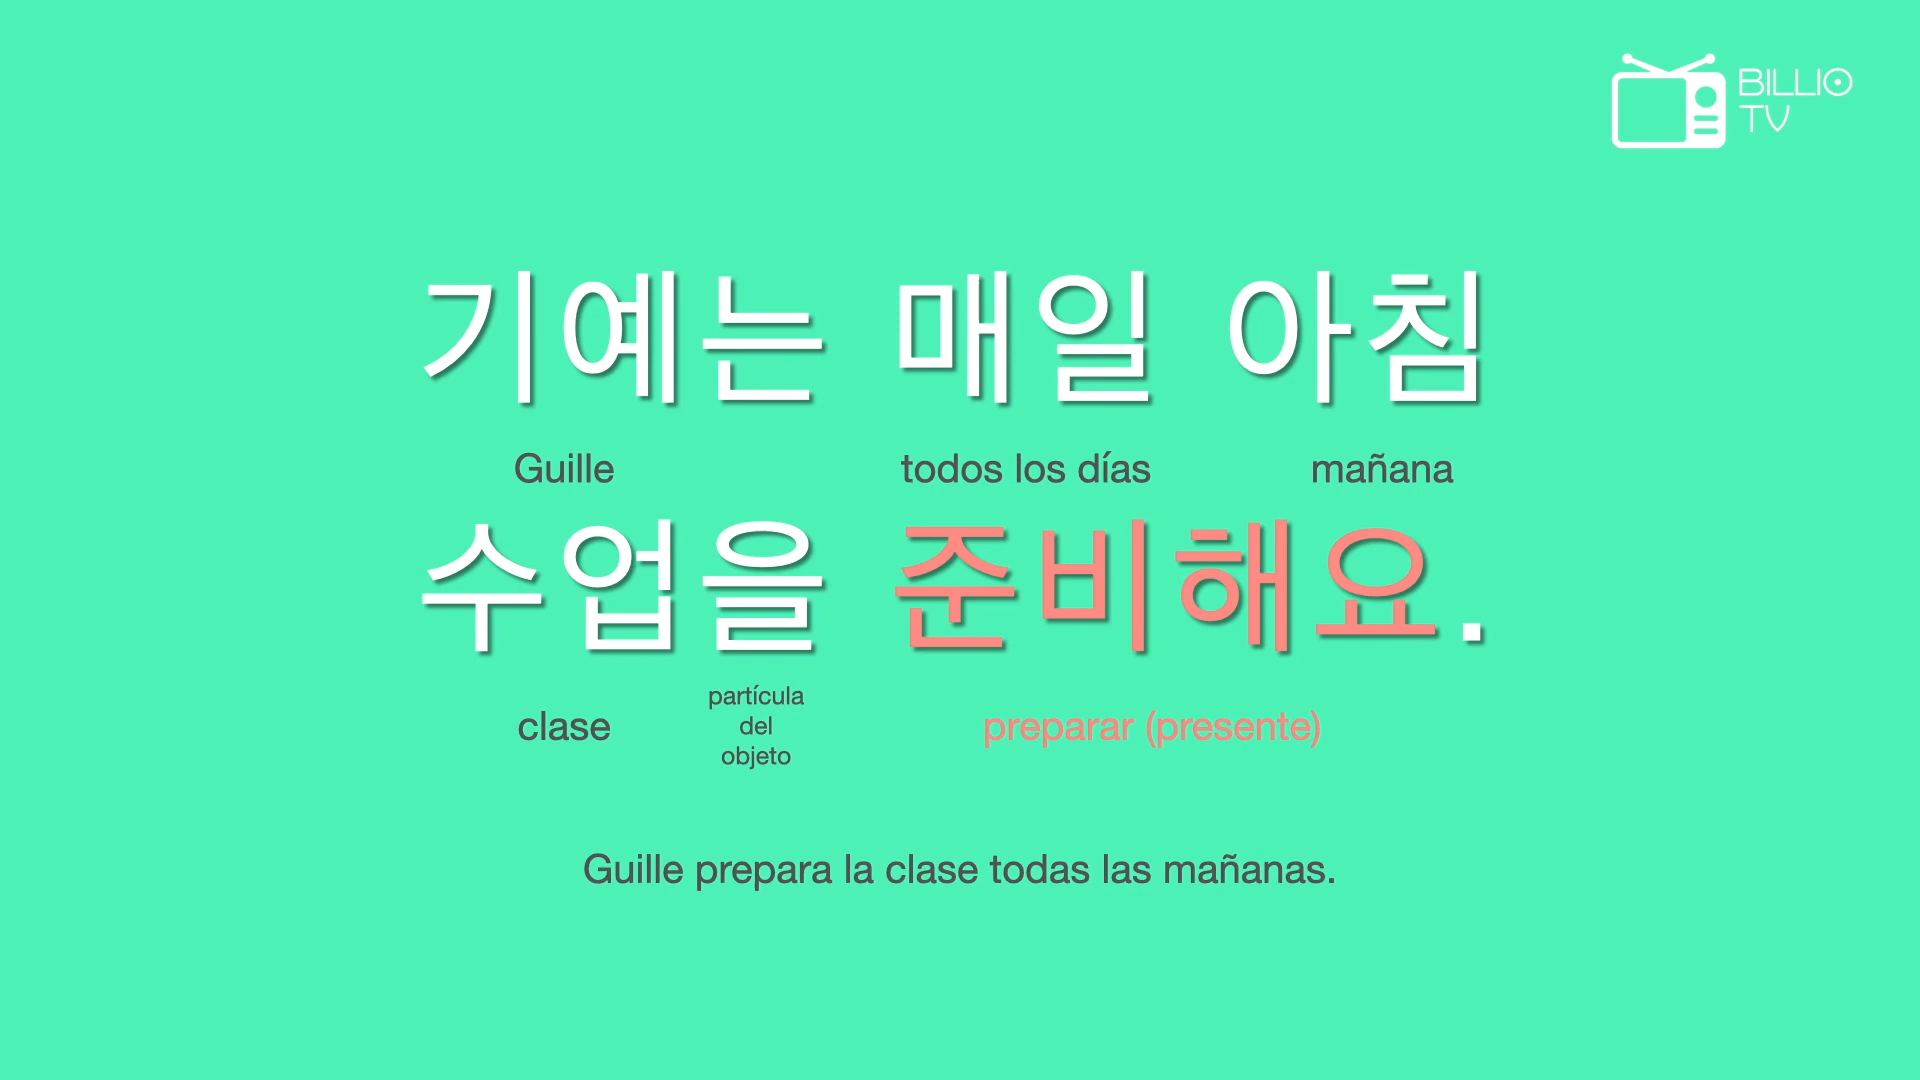 BILLIO
TV
기예는 매일 아침
Guille todos los días mañana
수업을 준비해요.
clase partícula del objeto preparar (presente)
Guille prepara la clase todas las mañanas.